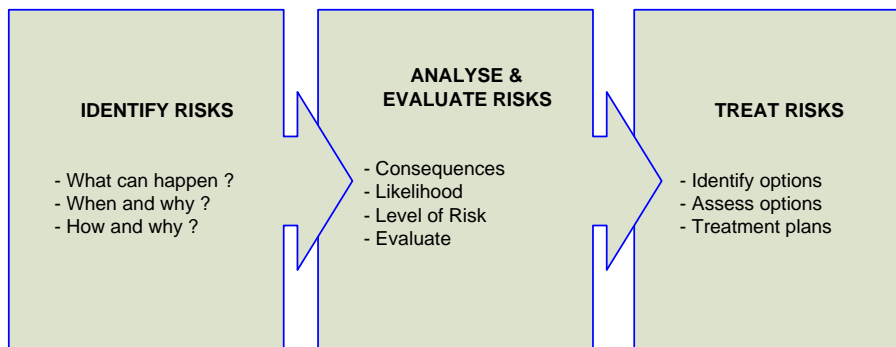 IDENTIFY RISKS
- What can happen ?
- When and why ?
- How and why ?
ANALYSE &
EVALUATE RISKS
- Consequences
- Likelihood
- Level of Risk
- Evaluate
TREAT RISKS
- Identify options
- Assess options
- Treatment plans